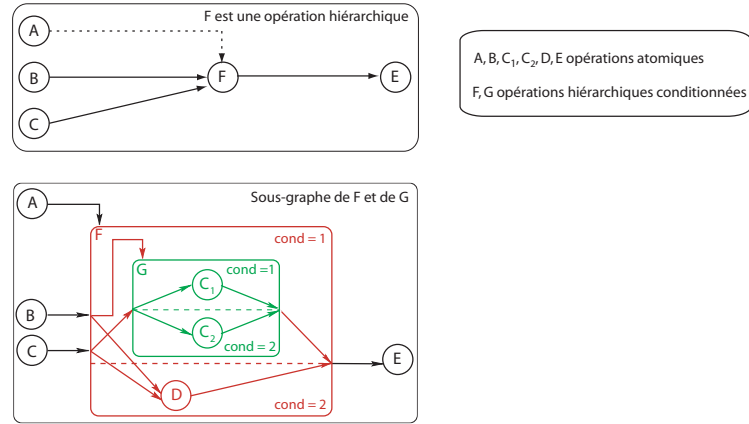 F est une opération hiérarchique
A
B
F
E
C
A, B, C₁, C₂, D, E opérations atomiques
F, G opérations hiérarchiques conditionnées
Sous-graphe de F et de G
A
F
cond = 1
G
cond =1
C₁
B
C₂
C
cond = 2
E
D
cond = 2